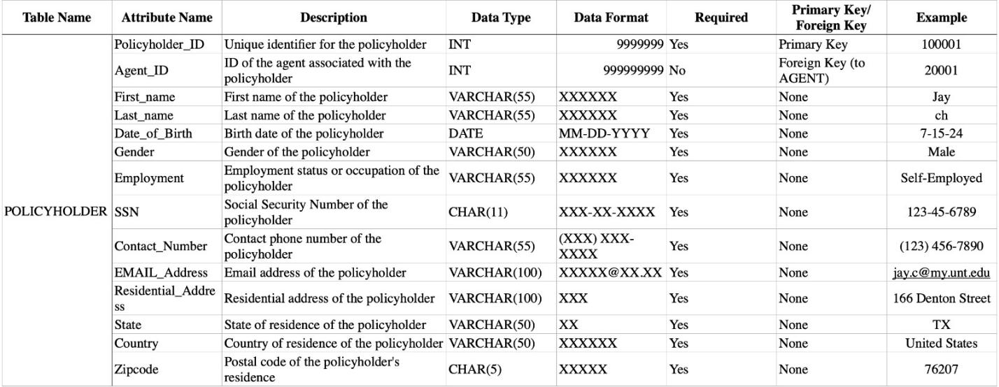 Table Name Attribute Name Description Data Type Data Format Required Primary Key/ Foreign Key Example
POLICYHOLDER
Policyholder_ID Unique identifier for the policyholder INT 9999999 Yes Primary Key 100001
Agent_ID ID of the agent associated with the policyholder INT 999999999 No Foreign Key (to AGENT) 20001
First_name First name of the policyholder VARCHAR(55) XXXXXX Yes None Jay
Last_name Last name of the policyholder VARCHAR(55) XXXXXX Yes None ch
Date_of_Birth Birth date of the policyholder DATE MM-DD-YYYY Yes None 7-15-24
Gender Gender of the policyholder VARCHAR(50) XXXXXX Yes None Male
Employment Employment status or occupation of the policyholder VARCHAR(55) XXXXXX Yes None Self-Employed
SSN Social Security Number of the policyholder CHAR(11) XXX-XX-XXXX Yes None 123-45-6789
Contact_Number Contact phone number of the policyholder VARCHAR(55) (XXX) XXX-XXXX Yes None (123) 456-7890
EMAIL_Address Email address of the policyholder VARCHAR(100) XXXXX@XX.XX Yes None jay.c@my.unt.edu
Residential_Address Residential address of the policyholder VARCHAR(100) XXX Yes None 166 Denton Street
State State of residence of the policyholder VARCHAR(50) XX Yes None TX
Country Country of residence of the policyholder VARCHAR(50) XXXXXX Yes None United States
Zipcode Postal code of the policyholder's residence CHAR(5) XXXXX Yes None 76207